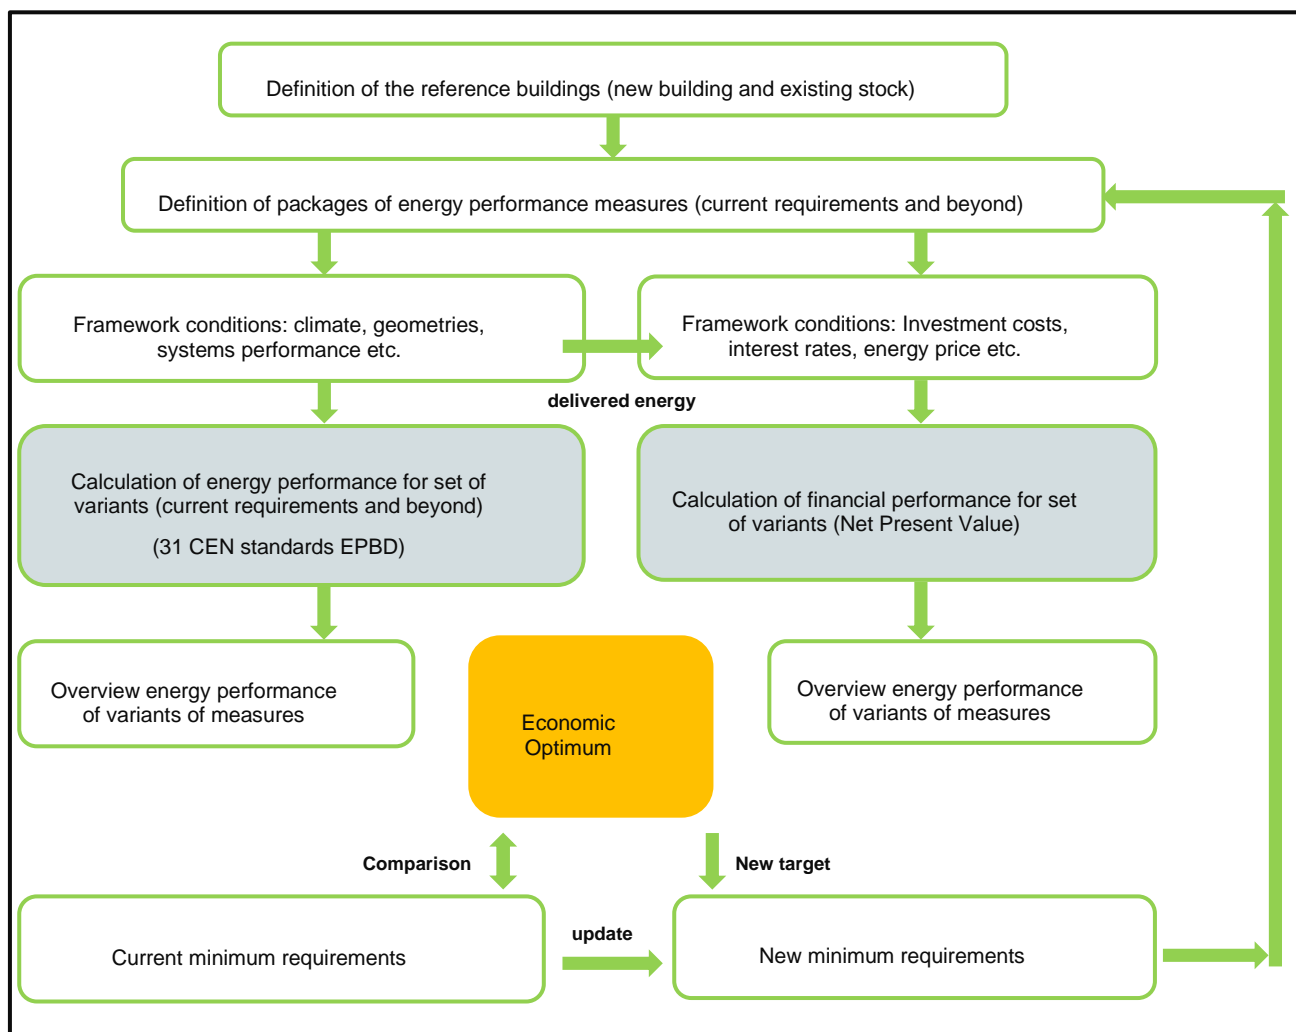 Definition of the reference buildings (new building and existing stock)
Definition of packages of energy performance measures (current requirements and beyond)
Framework conditions: climate, geometries,
systems performance etc.
Framework conditions: Investment costs,
interest rates, energy price etc.
delivered energy
Calculation of energy performance for set of
variants (current requirements and beyond)
(31 CEN standards EPBD)
Calculation of financial performance for set
of variants (Net Present Value)
Overview energy performance
of variants of measures
Economic
Optimum
Overview energy performance
of variants of measures
Comparison
New target
Current minimum requirements
update
New minimum requirements